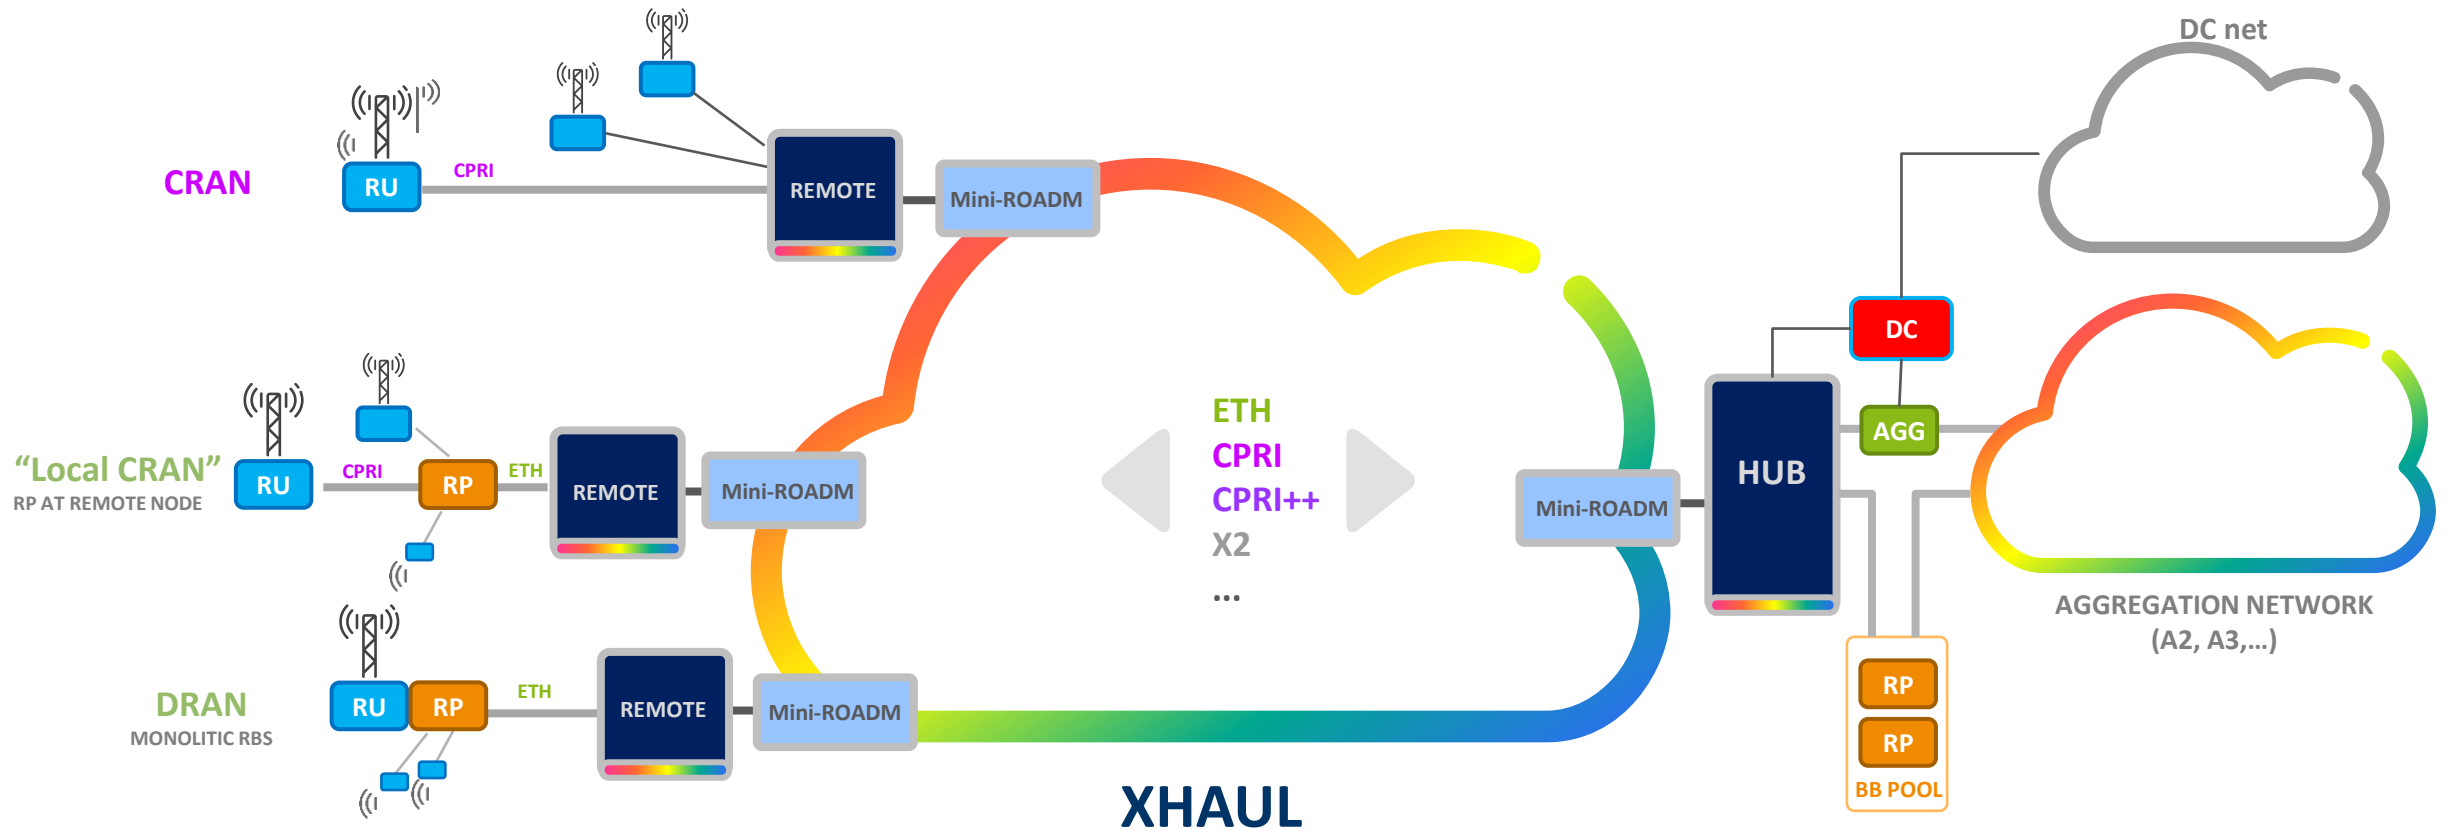 DC net
CRAN
RU
CPRI
REMOTE
Mini-ROADM
DC
AGG
HUB
ETH
CPRI
CPRI++
X2
...
"Local CRAN"
RP AT REMOTE NODE
RU
CPRI
RP
ETH
REMOTE
Mini-ROADM
Mini-ROADM
AGGREGATION NETWORK
(A2, A3,...)
DRAN
MONOLITIC RBS
RU
RP
ETH
REMOTE
Mini-ROADM
RP
RP
BB POOL
XHAUL